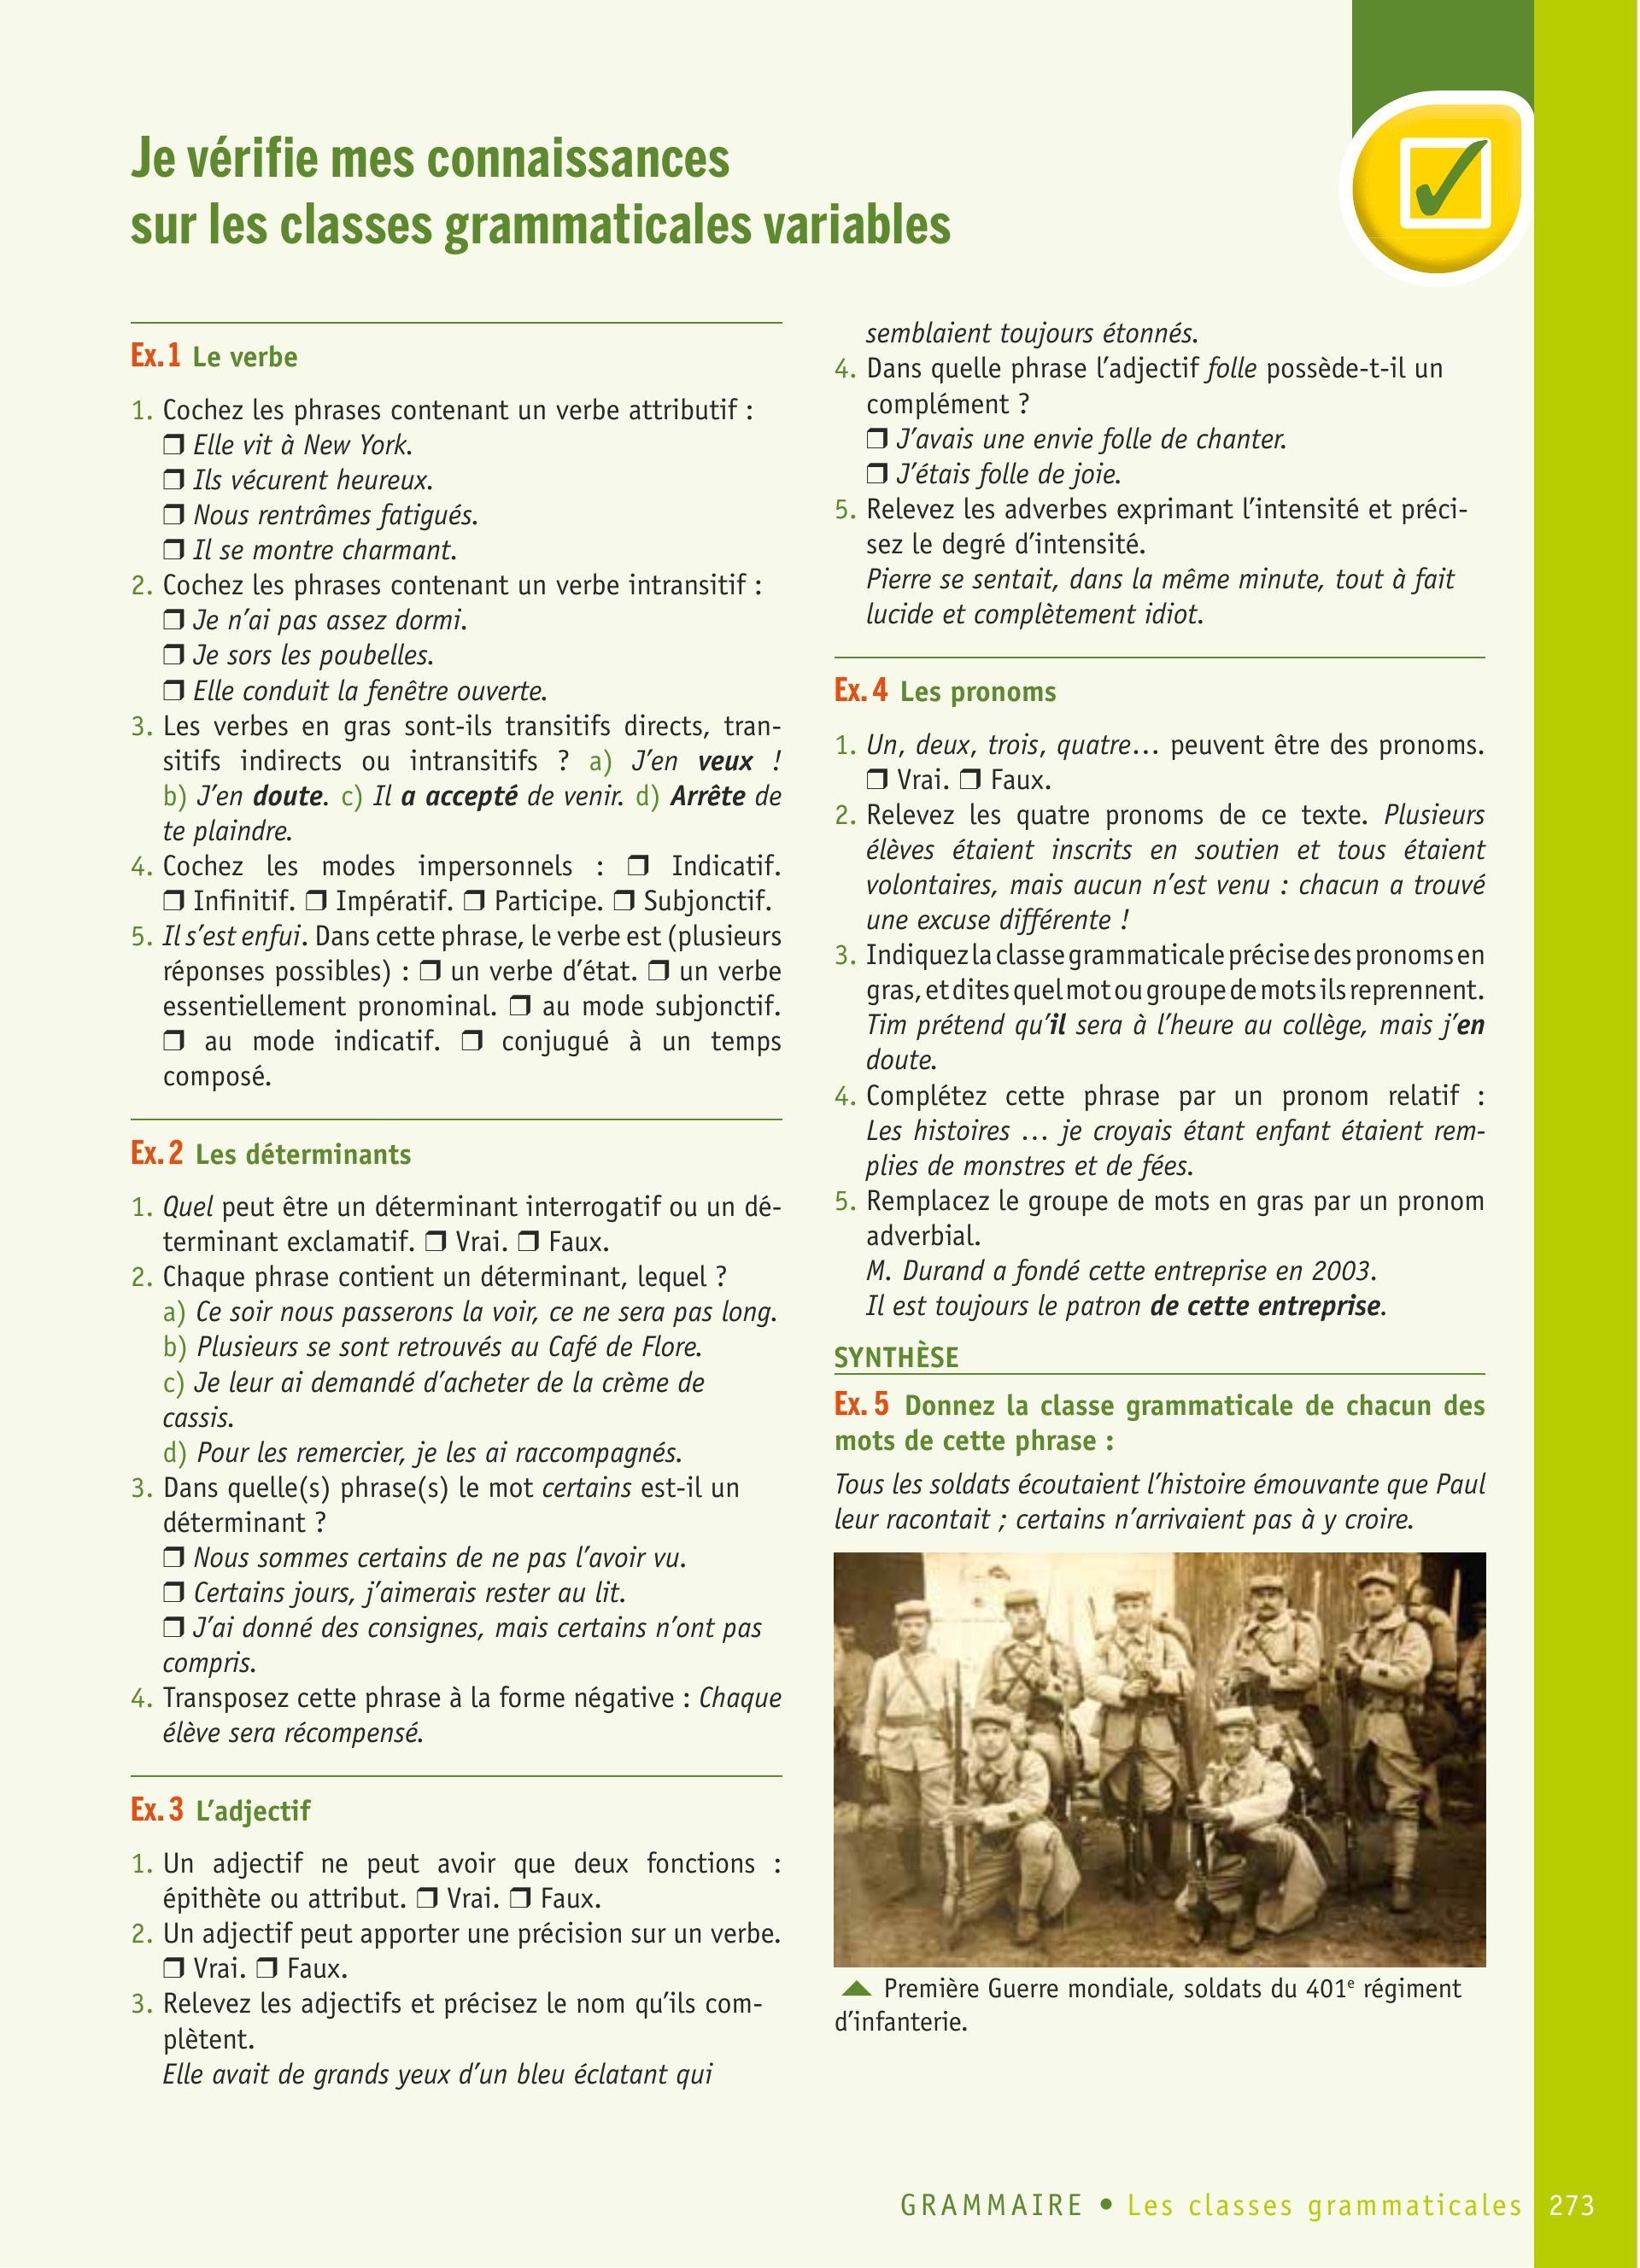 Je vérifie mes connaissances
sur les classes grammaticales variables
Ex. 1 Le verbe
1. Cochez les phrases contenant un verbe attributif :
❒ Elle vit à New York.
❒ Ils vécurent heureux.
❒ Nous rentrâmes fatigués.
❒ Il se montre charmant.
2. Cochez les phrases contenant un verbe intransitif :
❒ Je n’ai pas assez dormi.
❒ Je sors les poubelles.
❒ Elle conduit la fenêtre ouverte.
3. Les verbes en gras sont-ils transitifs directs, tran-
sitifs indirects ou intransitifs ? a) J’en veux !
b) J’en doute. c) Il a accepté de venir. d) Arrête de
te plaindre.
4. Cochez les modes impersonnels : ❒ Indicatif.
❒ Infinitif. ❒ Impératif. ❒ Participe. ❒ Subjonctif.
5. Il s’est enfui. Dans cette phrase, le verbe est (plusieurs
réponses possibles) : ❒ un verbe d’état. ❒ un verbe
essentiellement pronominal. ❒ au mode subjonctif.
❒ au mode indicatif. ❒ conjugué à un temps
composé.
Ex. 2 Les déterminants
1. Quel peut être un déterminant interrogatif ou un dé-
terminant exclamatif. ❒ Vrai. ❒ Faux.
2. Chaque phrase contient un déterminant, lequel ?
a) Ce soir nous passerons la voir, ce ne sera pas long.
b) Plusieurs se sont retrouvés au Café de Flore.
c) Je leur ai demandé d’acheter de la crème de
cassis.
d) Pour les remercier, je les ai raccompagnés.
3. Dans quelle(s) phrase(s) le mot certains est-il un
déterminant ?
❒ Nous sommes certains de ne pas l’avoir vu.
❒ Certains jours, j’aimerais rester au lit.
❒ J’ai donné des consignes, mais certains n’ont pas
compris.
4. Transposez cette phrase à la forme négative : Chaque
élève sera récompensé.
Ex. 3 L’adjectif
1. Un adjectif ne peut avoir que deux fonctions :
épithète ou attribut. ❒ Vrai. ❒ Faux.
2. Un adjectif peut apporter une précision sur un verbe.
❒ Vrai. ❒ Faux.
3. Relevez les adjectifs et précisez le nom qu’ils com-
plètent.
Elle avait de grands yeux d’un bleu éclatant qui
semblaient toujours étonnés.
4. Dans quelle phrase l’adjectif folle possède-t-il un
complément ?
❒ J’avais une envie folle de chanter.
❒ J’étais folle de joie.
5. Relevez les adverbes exprimant l’intensité et préci-
sez le degré d’intensité.
Pierre se sentait, dans la même minute, tout à fait
lucide et complètement idiot.
Ex. 4 Les pronoms
1. Un, deux, trois, quatre… peuvent être des pronoms.
❒ Vrai. ❒ Faux.
2. Relevez les quatre pronoms de ce texte. Plusieurs
élèves étaient inscrits en soutien et tous étaient
volontaires, mais aucun n’est venu : chacun a trouvé
une excuse différente !
3. Indiquez la classe grammaticale précise des pronoms en
gras, et dites quel mot ou groupe de mots ils reprennent.
Tim prétend qu’il sera à l’heure au collège, mais j’en
doute.
4. Complétez cette phrase par un pronom relatif :
Les histoires … je croyais étant enfant étaient rem-
plies de monstres et de fées.
5. Remplacez le groupe de mots en gras par un pronom
adverbial.
M. Durand a fondé cette entreprise en 2003.
Il est toujours le patron de cette entreprise.
SYNTHÈSE
Ex. 5 Donnez la classe grammaticale de chacun des
mots de cette phrase :
Tous les soldats écoutaient l’histoire émouvante que Paul
leur racontait ; certains n’arrivaient pas à y croire.
Première Guerre mondiale, soldats du 401e régiment
d’infanterie.
GRAMMAIRE • Les classes grammaticales 273